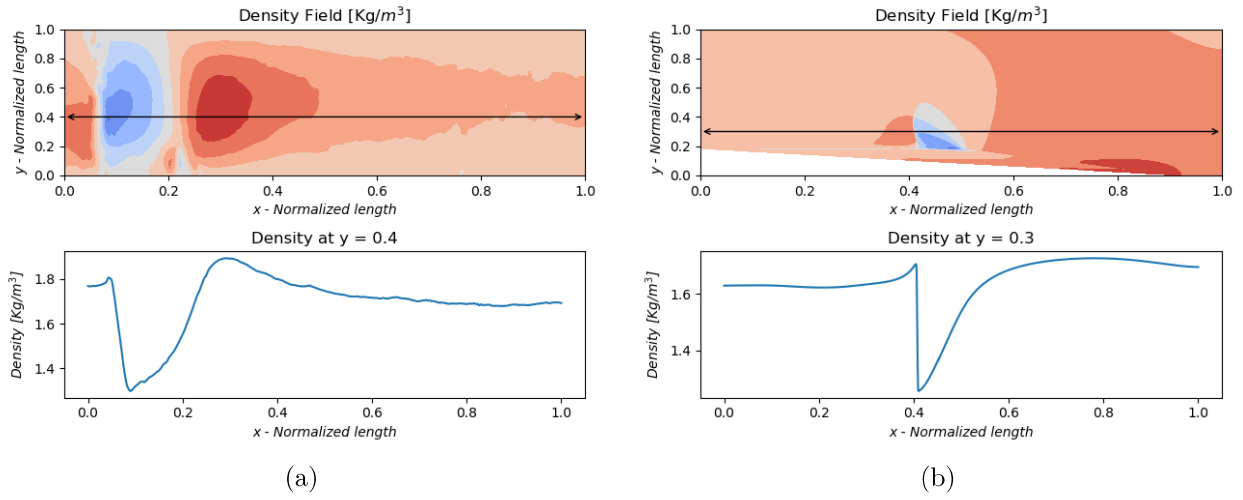 Density Field [Kg/m³]
y - Normalized length
1.0
0.8
0.6
0.4
0.2
0.0
0.0 0.2 0.4 0.6 0.8 1.0
x - Normalized length
Density at y = 0.4
Density [Kg/m³]
1.8
1.6
1.4
0.0 0.2 0.4 0.6 0.8 1.0
x - Normalized length
(a)
Density Field [Kg/m³]
y - Normalized length
1.0
0.8
0.6
0.4
0.2
0.0
0.0 0.2 0.4 0.6 0.8 1.0
x - Normalized length
Density at y = 0.3
Density [Kg/m³]
1.6
1.4
0.0 0.2 0.4 0.6 0.8 1.0
x - Normalized length
(b)